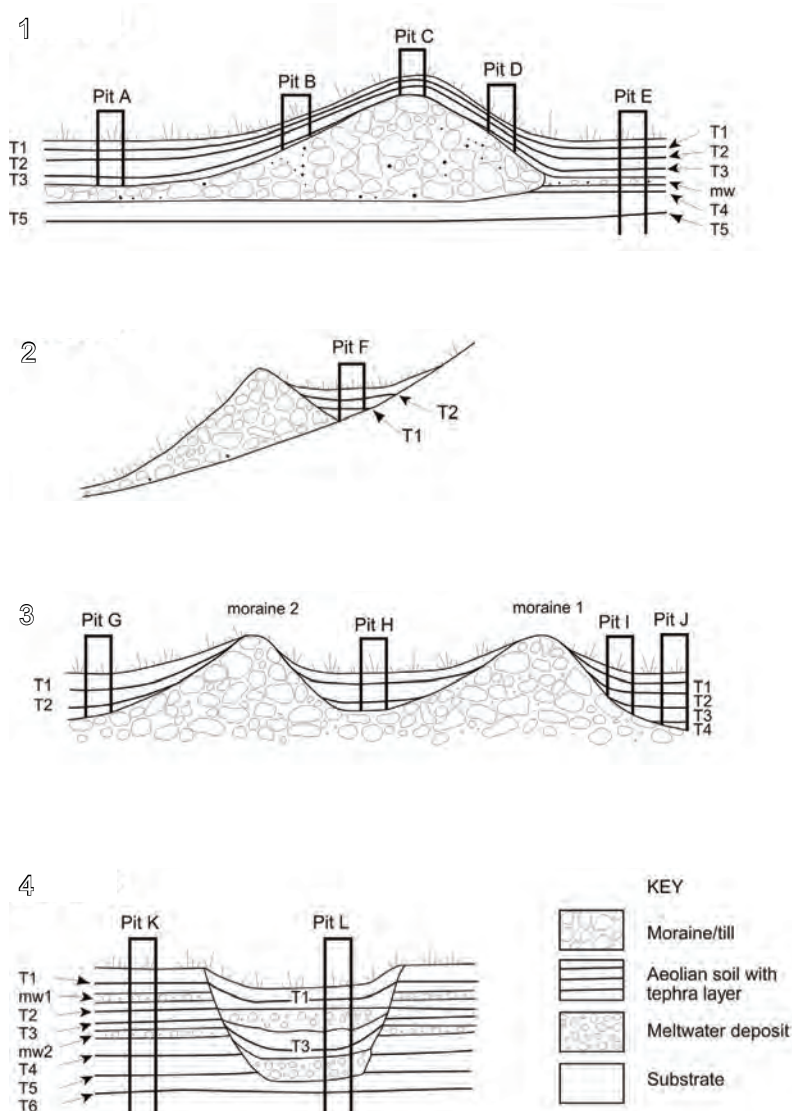 1
Pit C
Pit B
Pit D
Pit A
Pit E
T1
T2
T3
T5
T1
T2
T3
mw
T4
T5
2
Pit F
T2
T1
3
moraine 2
moraine 1
Pit G
Pit H
Pit I
Pit J
T1
T2
T1
T2
T3
T4
4
KEY
Pit K
Pit L
Moraine/till
T1
mw1
T2
T3
mw2
T4
T5
T6
T1
T3
Aeolian soil with
tephra layer
Meltwater deposit
Substrate